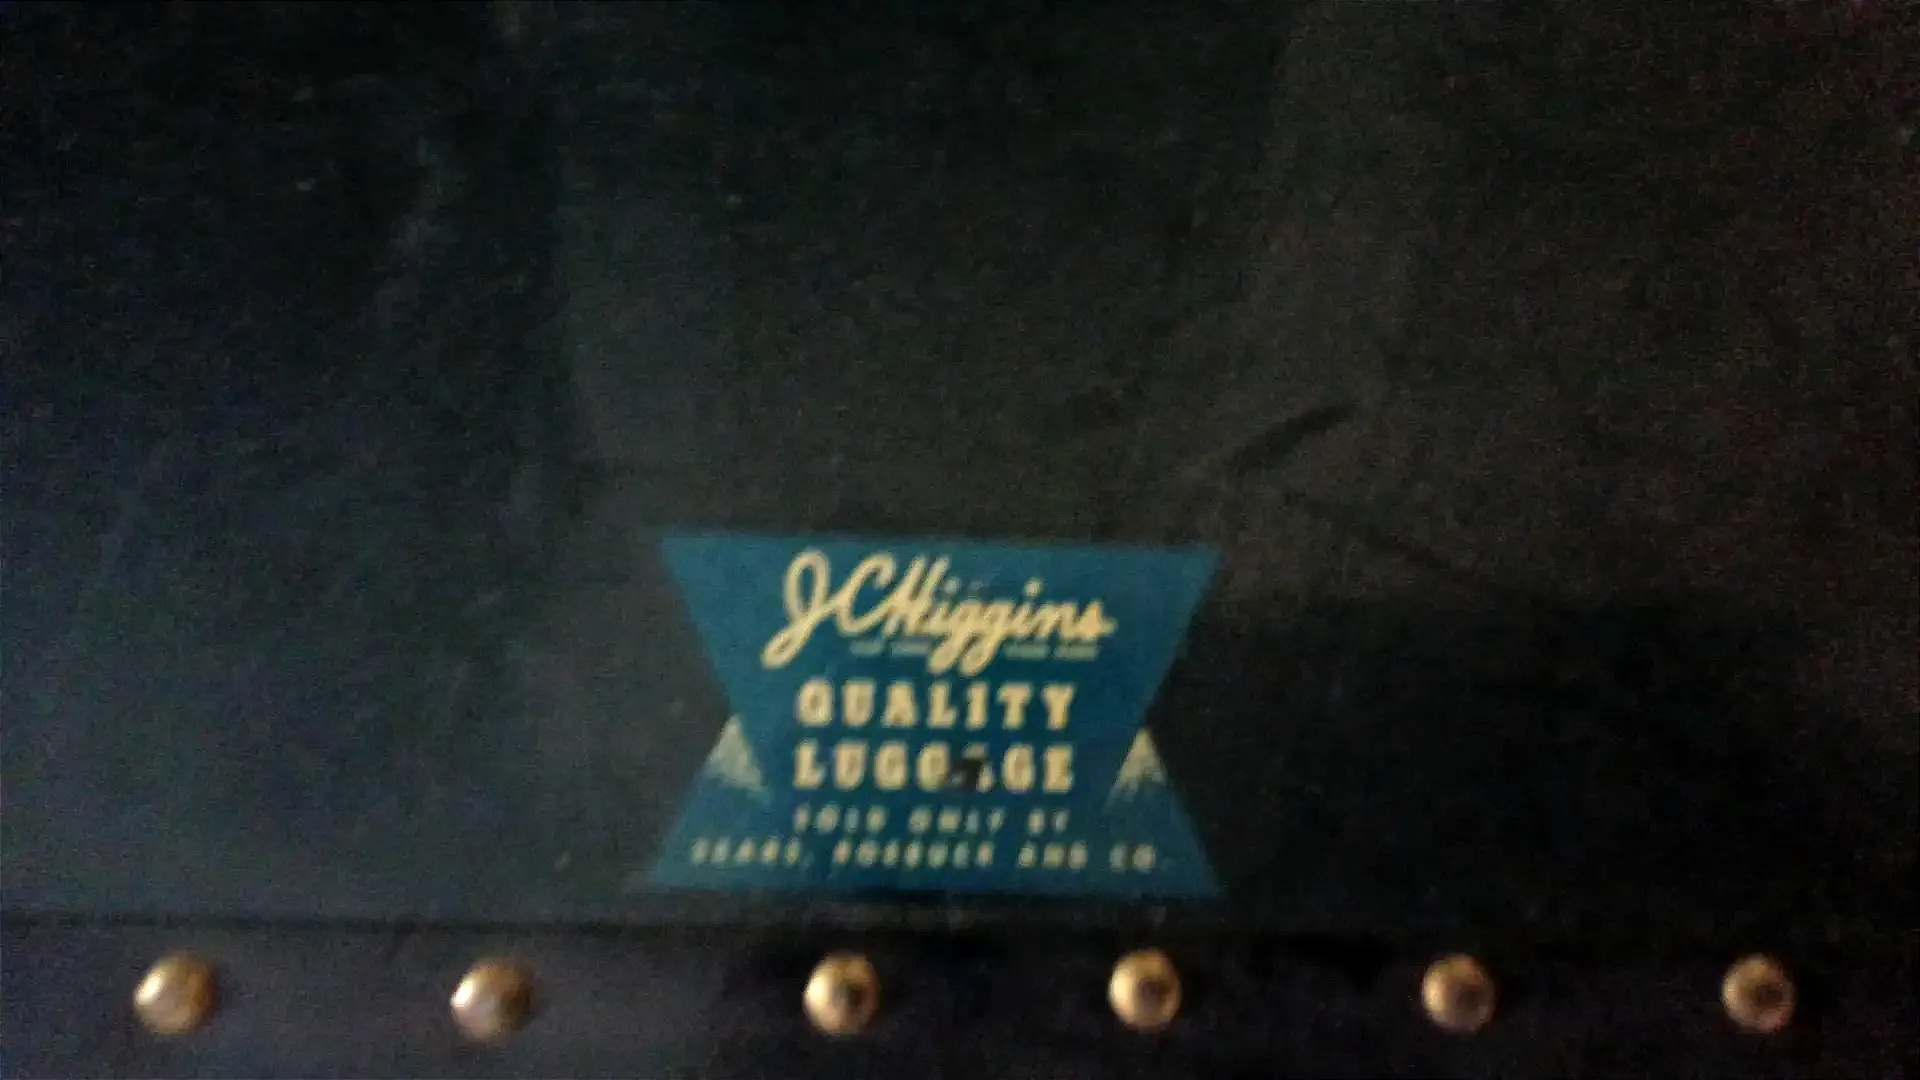 J.C. Higgins
QUALITY
LUGGAGE
SOLD ONLY BY
SEARS, ROEBUCK AND CO.